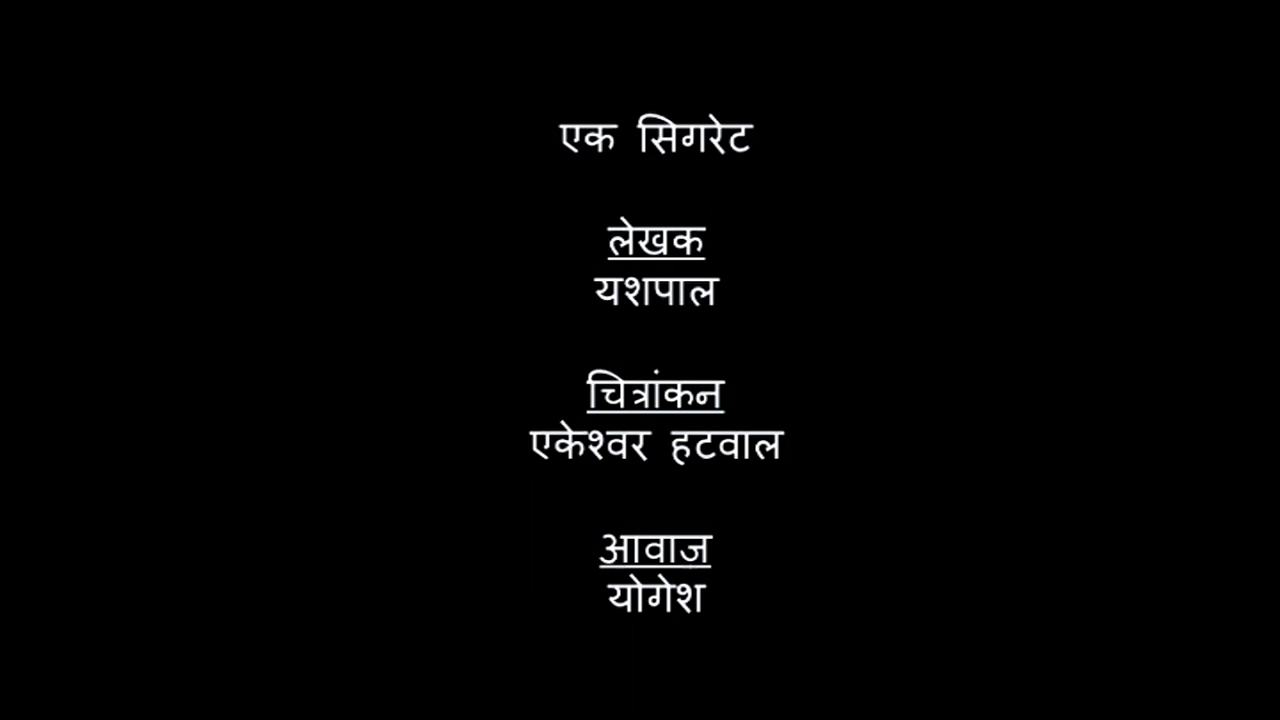 एक सिगरेट
लेखक
यशपाल
चित्रांकन
एकेश्वर हटवाल
आवाज़
योगेश